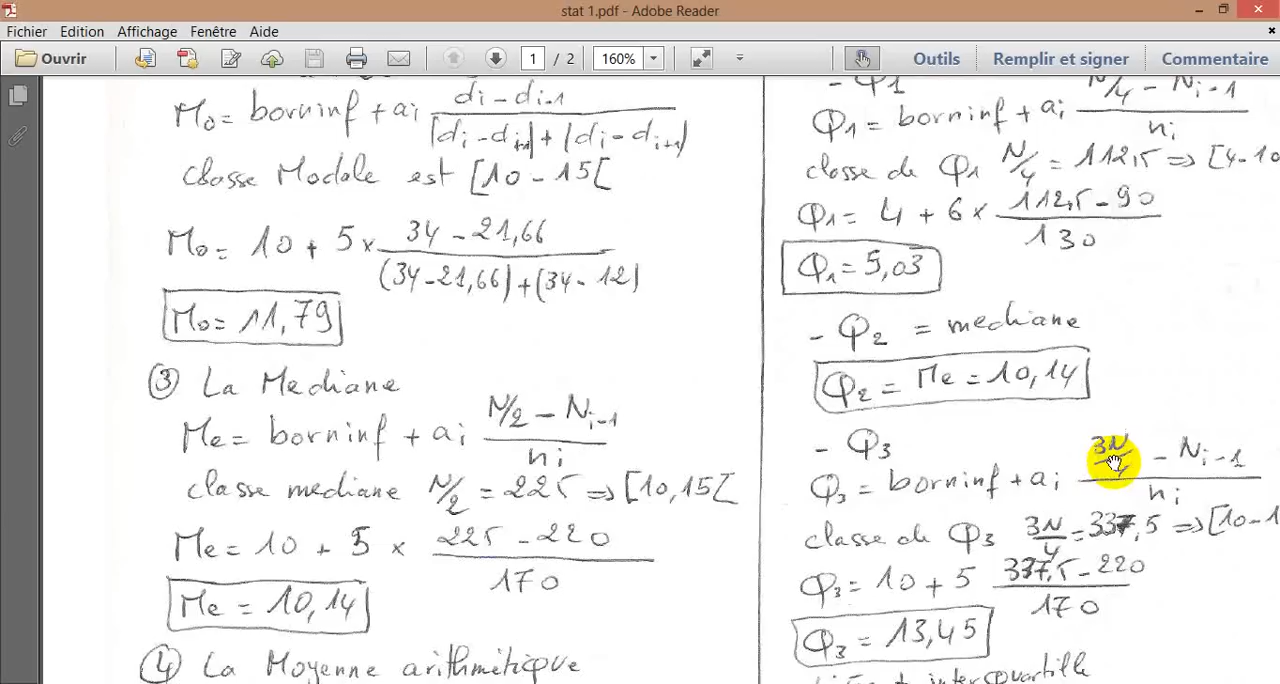 stat 1.pdf - Adobe Reader
Fichier Edition Affichage Fenêtre Aide
Ouvrir 1 / 2 160% Outils Remplir et signer Commentaire
Mo = borninf + ai (di - di-1) / ([di - di-1] + (di - di+1))
classe Modale est [10 - 15[
Mo = 10 + 5 × (34 - 21,66) / ((34 - 21,66) + (34 - 12))
Mo = 11,79
③ La Mediane
Me = borninf + ai (N/2 - Ni-1) / ni
classe mediane N/2 = 225 => [10,15[
Me = 10 + 5 × (225 - 220) / 170
Me = 10,14
④ La Moyenne arithmétique
- Q1
Q1 = borninf + ai (N/4 - Ni-1) / ni
classe de Q1 N/4 = 112,5 => [4-10
Q1 = 4 + 6 × (112,5 - 90) / 130
Q1 = 5,03
- Q2 = mediane
Q2 = Me = 10,14
- Q3
Q3 = borninf + ai (3N/4 - Ni-1) / ni
classe de Q3 3N/4 = 337,5 => [10-1
Q3 = 10 + 5 (337,5 - 220) / 170
Q3 = 13,45
interquartille